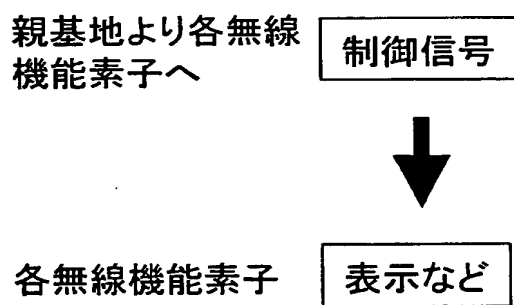 親基地より各無線
機能素子へ
制御信号
各無線機能素子
表示など